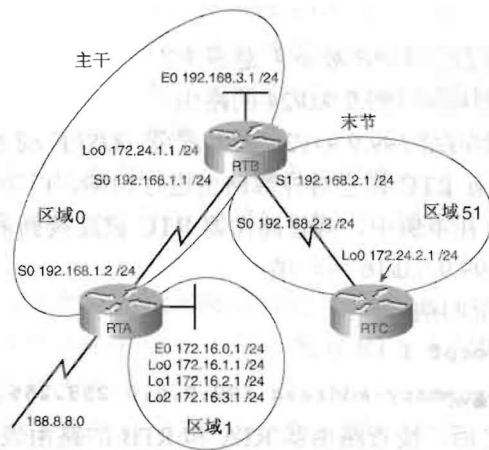 主干
E0 192.168.3.1 /24
末节
Lo0 172.24.1.1 /24
RTB
S0 192.168.1.1 /24
S1 192.168.2.1 /24
区域0
区域51
S0 192.168.2.2 /24
S0 192.168.1.2 /24
Lo0 172.24.2.1 /24
RTA
RTC
E0 172.16.0.1 /24
Lo0 172.16.1.1 /24
Lo1 172.16.2.1 /24
Lo2 172.16.3.1 /24
188.8.8.0
区域1